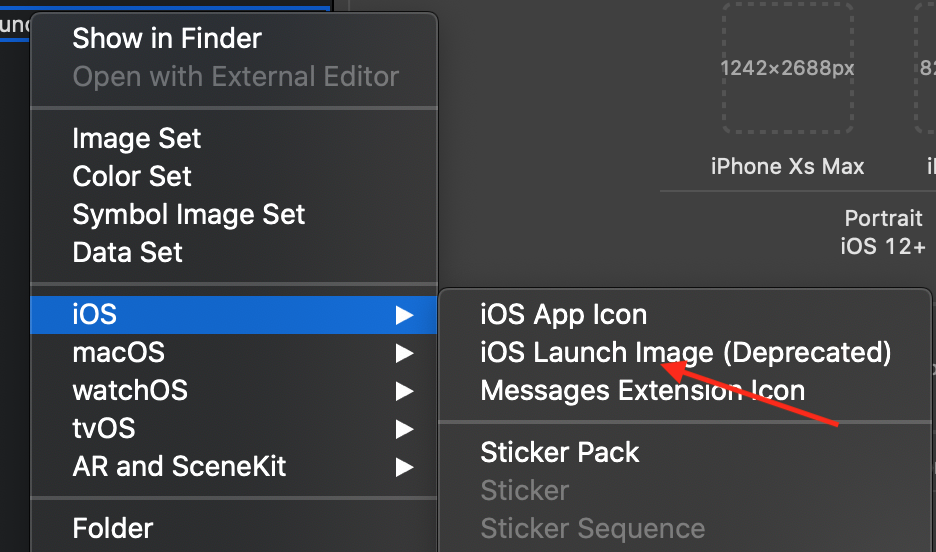 Show in Finder
Open with External Editor
Image Set
Color Set
Symbol Image Set
Data Set
iOS
macOS
watchOS
tvOS
AR and SceneKit
Folder
iOS App Icon
iOS Launch Image (Deprecated)
Messages Extension Icon
Sticker Pack
Sticker
Sticker Sequence
1242×2688px
iPhone Xs Max
Portrait
iOS 12+